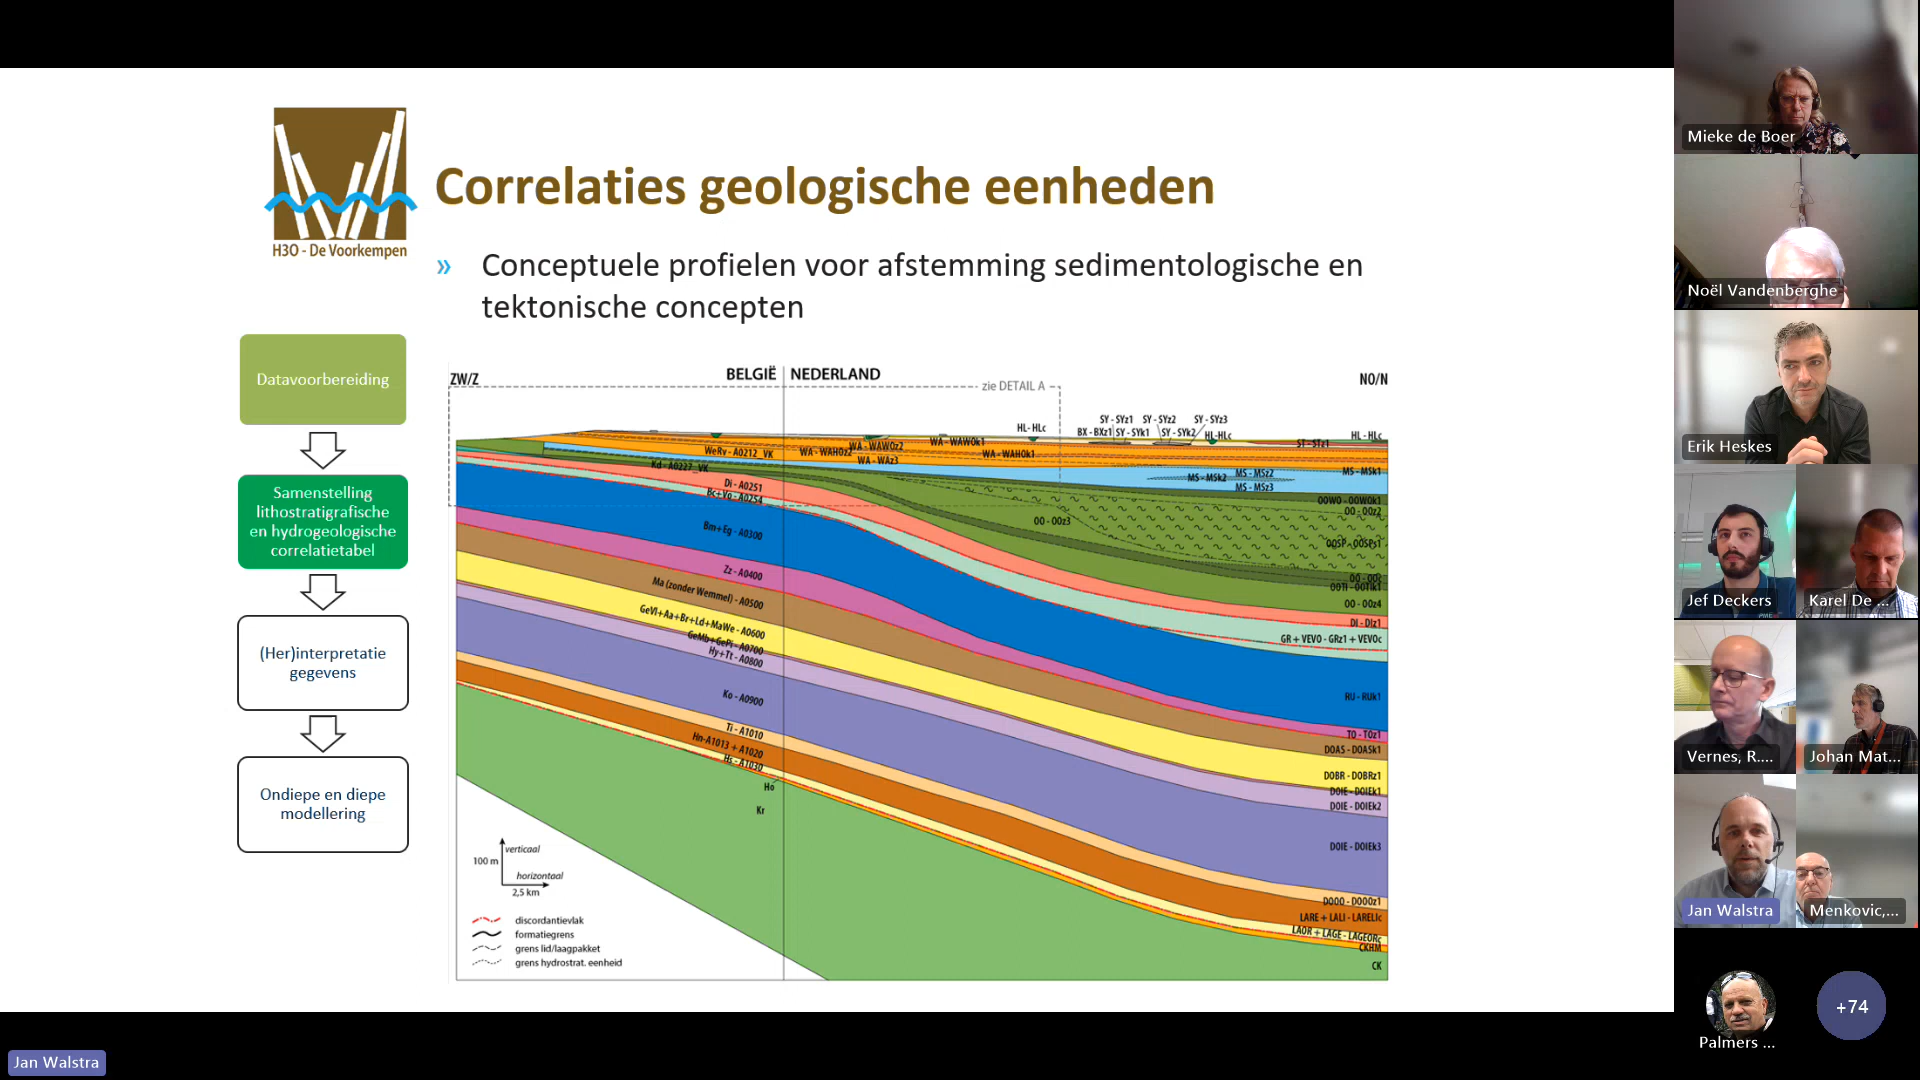 H3O - De Voorkempen
Correlaties geologische eenheden
» Conceptuele profielen voor afstemming sedimentologische en
tektonische concepten
Datavoorbereiding
Samenstelling
lithostratigrafische
en hydrogeologische
correlatietabel
(Her)interpretatie
gegevens
Ondiepe en diepe
modellering
ZW/Z
BELGIË
NEDERLAND
zie DETAIL A
NO/N
HL- HLc
SY - SYz1
SY - SYz2
SY - SYz3
BX - BXz1
SY - SYk1
SY - SYk2
HL-HLc
ST - STz1
HL - HLc
WeRv - A0212_VK
WA - WAH0z2
WA - WAW0z2
WA - WAz3
WA - WAW0k1
WA - WAH0k1
MS - MSk1
MS - MSk2
MS - MSz2
MS - MSz3
Kd - A0227_VK
Di - A0251
Bc+Vo - A0254
Bm+Eg - A0300
Zz - A0400
Ma (zonder Wemmel) - A0500
GeVl+Aa+Br+Ld+MaWe - A0600
GeMb+GePi - A0700
Hy+Tt - A0800
Ko - A0900
Ti - A1010
Hn-A1013 + A1020
Hs - A1030
Ho
Kr
OO - OOz3
OOWO - OOWOk1
OO - OOz2
OOSP - OOSPs1
OO - OOc
OOTI - OOTIk1
OO - OOz4
DI - DIz1
GR + VEVO - GRz1 + VEVOc
RU - RUk1
TO - TOz1
DOAS - DOASk1
DOBR - DOBRz1
DOIE - DOIEk1
DOIE - DOIEk2
DOIE - DOIEk3
DOOO - DOOOz1
LARE + LALI - LARELIc
LAOR + LAGE - LAGEORc
CKHM
CK
100 m
verticaal
horizontaal
2,5 km
discordantievlak
formatiegrens
grens lid/laagpakket
grens hydrostrat. eenheid
Mieke de Boer
Noël Vandenberghe
Erik Heskes
Jef Deckers
Karel De ...
Vernes, R....
Johan Mat...
Jan Walstra
Menkovic,...
Palmers ...
+74
Jan Walstra